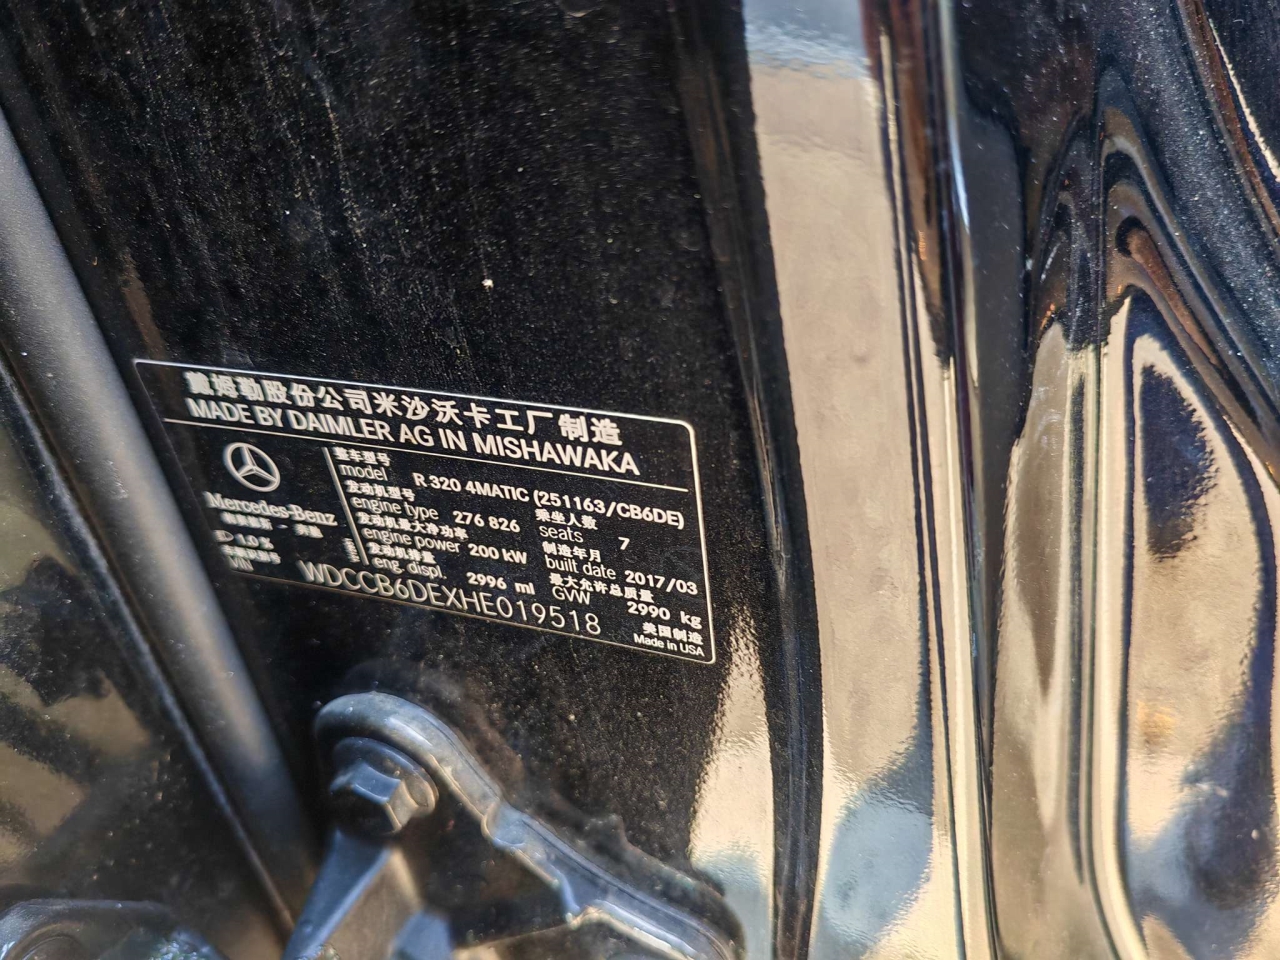 戴姆勒股份公司米沙沃卡工厂制造
MADE BY DAIMLER AG IN MISHAWAKA
Mercedes-Benz
整车型号
model R 320 4MATIC (251163/CB6DE)
发动机型号
engine type 276 826
乘坐人数
seats 7
发动机最大净功率
engine power 200 kW
制造年月
built date 2017/03
发动机排量
eng. displ. 2996 ml
最大允许总质量
GVW 2990 kg
VIN WDCCB6DEXHE019518
美国制造
Made in USA